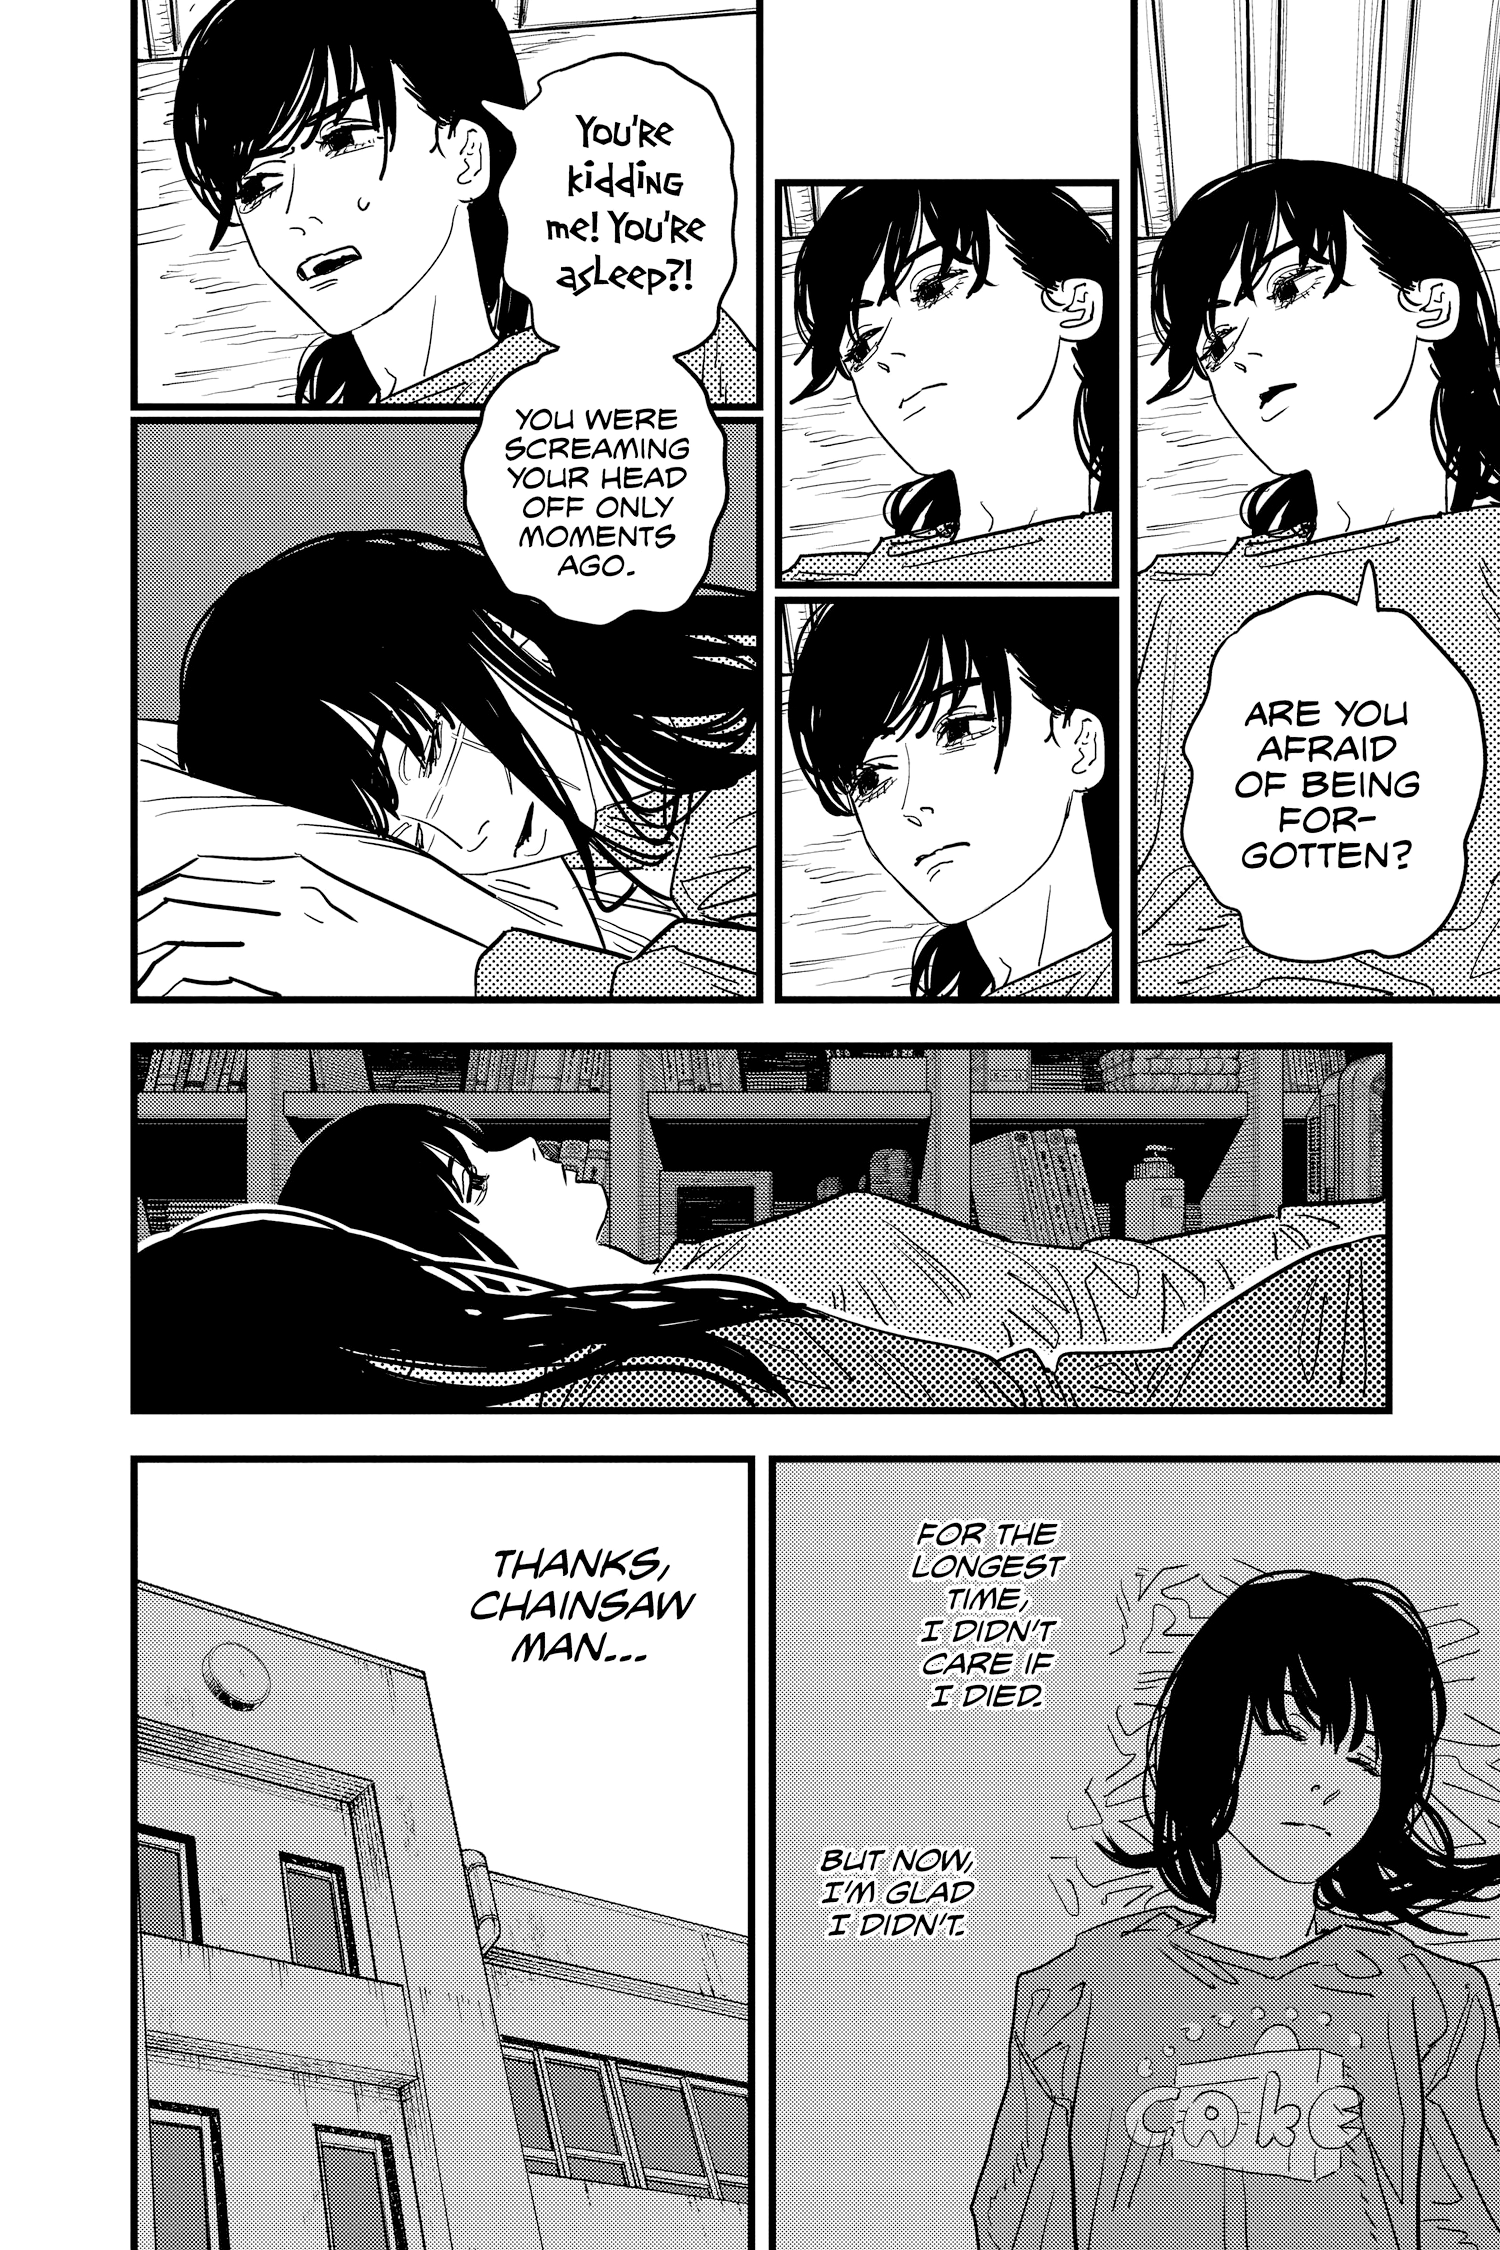 ARE YOU
AFRAID
OF BEING
FOR-
GOTTEN?
YOU'RE
KIDDING
ME! YOU'RE
ASLEEP?!
YOU WERE
SCREAMING
YOUR HEAD
OFF ONLY
MOMENTS
AGO.
FOR THE
LONGEST
TIME,
I DIDN'T
CARE IF
I DIED.
BUT NOW,
I'M GLAD
I DIDN'T.
cake
THANKS,
CHAINSAW
MAN...